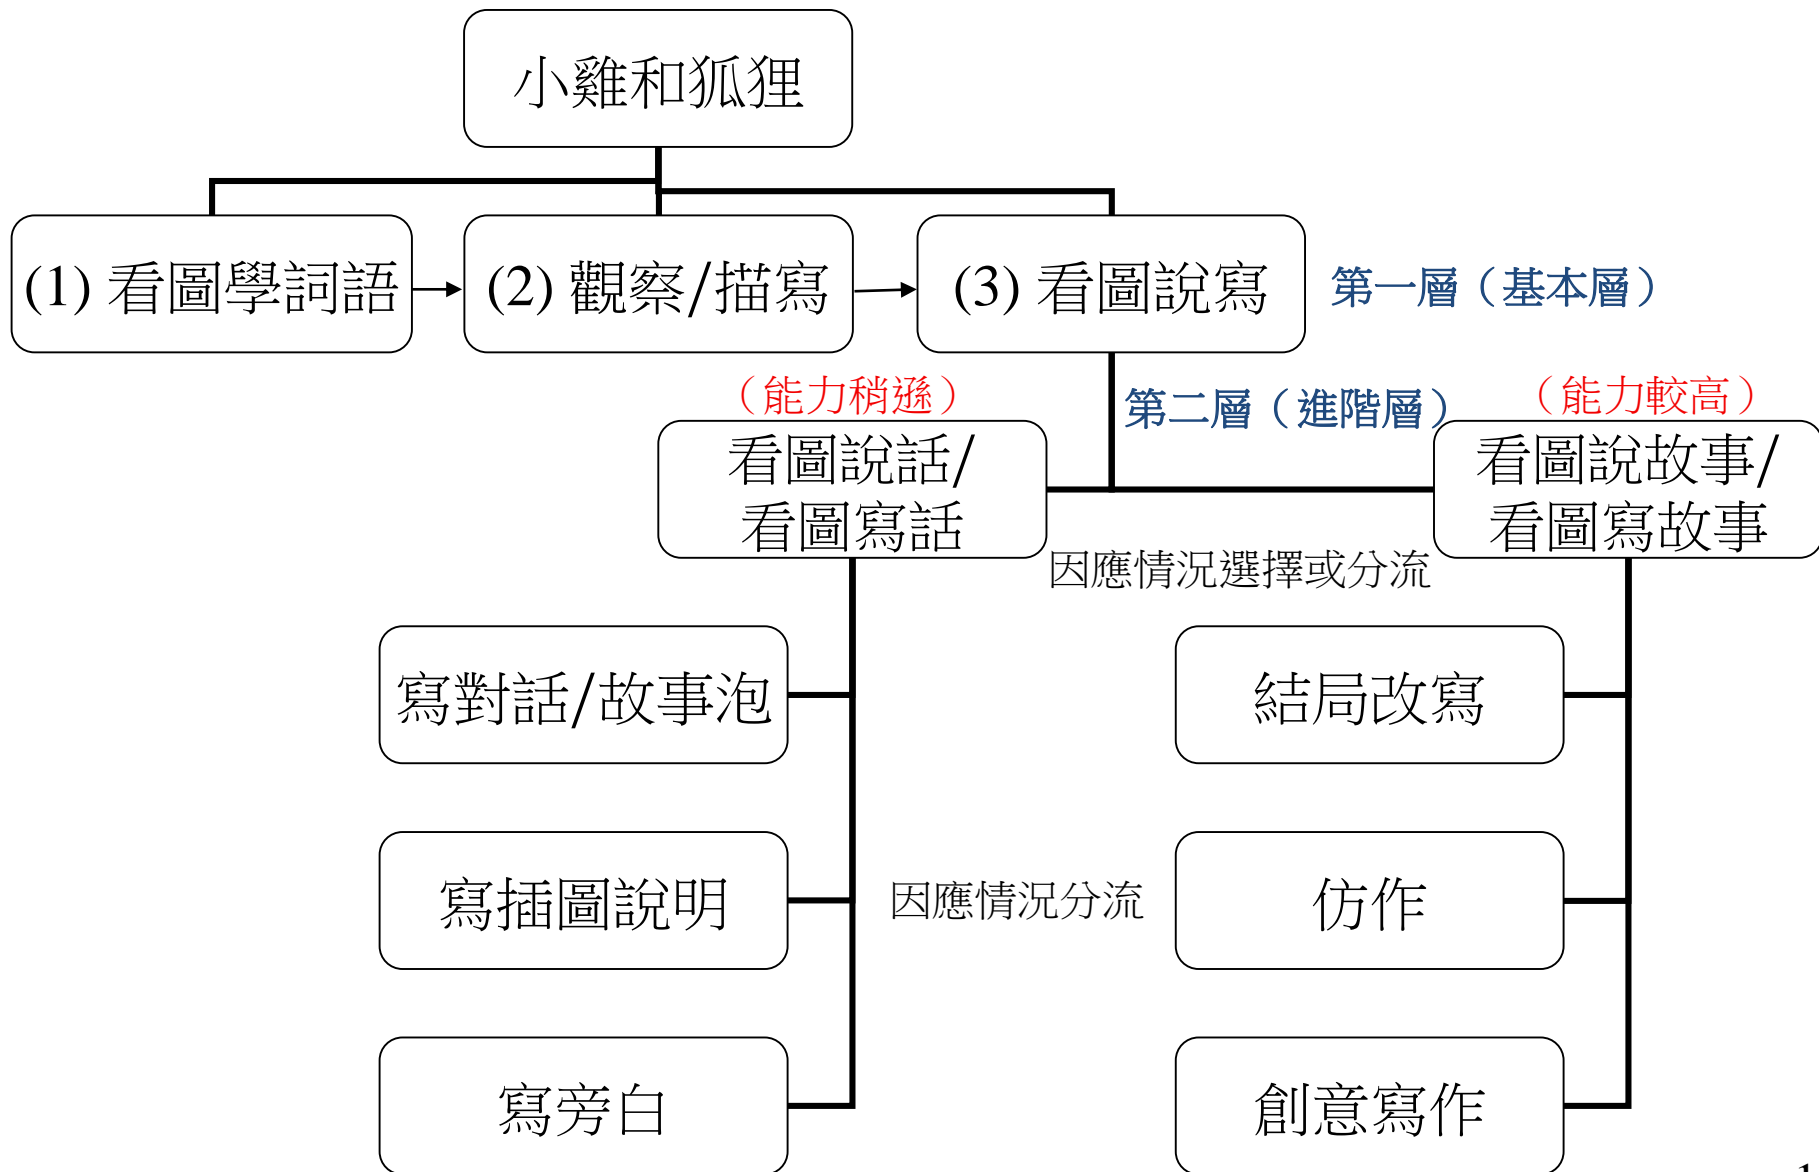 小雞和狐狸
(1) 看圖學詞語
(2) 觀察/描寫
(3) 看圖說寫
第一層（基本層）
（能力稍遜）
第二層（進階層）
（能力較高）
看圖說話/
看圖寫話
看圖說故事/
看圖寫故事
因應情況選擇或分流
寫對話/故事泡
結局改寫
寫插圖說明
因應情況分流
仿作
寫旁白
創意寫作
1